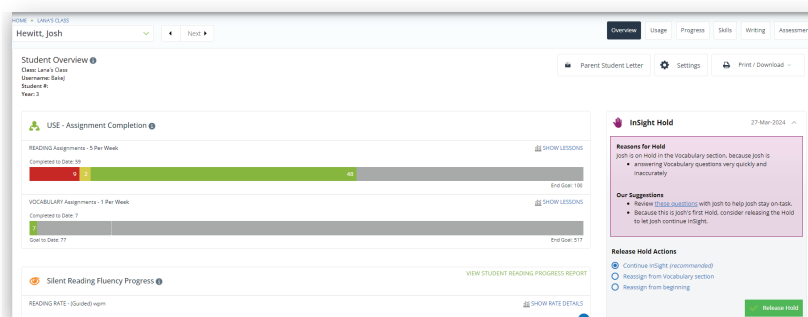 HOME • LANA'S CLASS
Hewitt, Josh
Next
Overview
Usage
Progress
Skills
Writing
Assessmen
Student Overview
Class: Lana's Class
Username: Bakej
Student #:
Year: 3
Parent Student Letter
Settings
Print / Download
USE - Assignment Completion
READING Assignments - 5 Per Week
SHOW LESSONS
Completed to Date: 59
9 2 48
End Goal: 100
VOCABULARY Assignments - 1 Per Week
SHOW LESSONS
Completed to Date: 7
7
Goal to Date: 77
End Goal: 517
VIEW STUDENT READING PROGRESS REPORT
Silent Reading Fluency Progress
READING RATE - (Guided) wpm
SHOW RATE DETAILS
InSight Hold
27-Mar-2024
Reasons for Hold
Josh is on Hold in the Vocabulary section, because Josh is
• answering Vocabulary questions very quickly and
inaccurately
Our Suggestions
• Review these questions with Josh to help Josh stay on-task.
• Because this is Josh's first Hold, consider releasing the Hold
to let Josh continue InSight.
Release Hold Actions
Continue InSight (recommended)
Reassign from Vocabulary section
Reassign from beginning
Release Hold